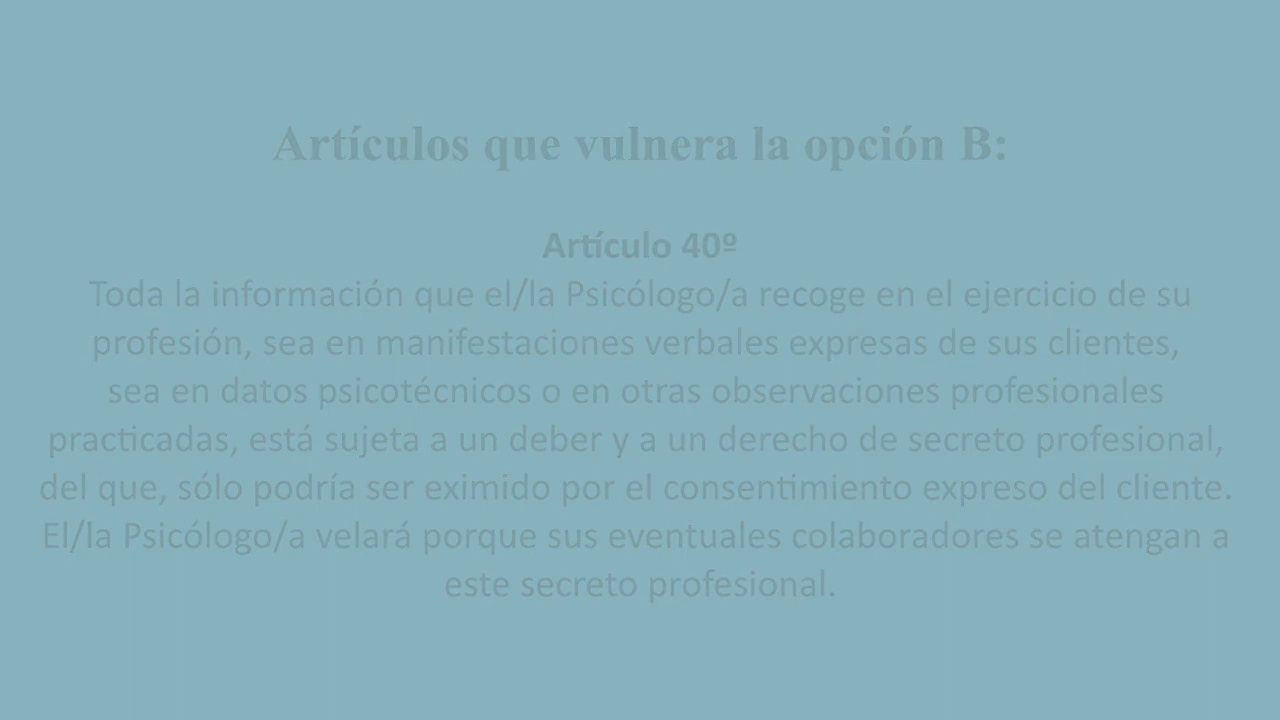 Artículos que vulnera la opción B:
Artículo 40º
Toda la información que el/la Psicólogo/a recoge en el ejercicio de su
profesión, sea en manifestaciones verbales expresas de sus clientes,
sea en datos psicotécnicos o en otras observaciones profesionales
practicadas, está sujeta a un deber y a un derecho de secreto profesional,
del que, sólo podría ser eximido por el consentimiento expreso del cliente.
El/la Psicólogo/a velará porque sus eventuales colaboradores se atengan a
este secreto profesional.